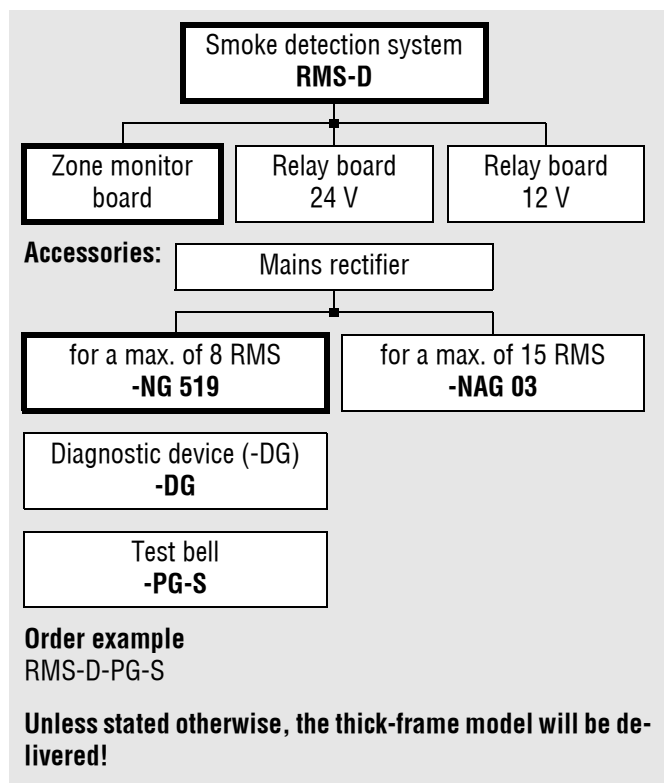 Smoke detection system
RMS-D
Zone monitor
board
Relay board
24 V
Relay board
12 V
Accessories:
Mains rectifier
for a max. of 8 RMS
-NG 519
for a max. of 15 RMS
-NAG 03
Diagnostic device (-DG)
-DG
Test bell
-PG-S
Order example
RMS-D-PG-S
Unless stated otherwise, the thick-frame model will be de-
livered!